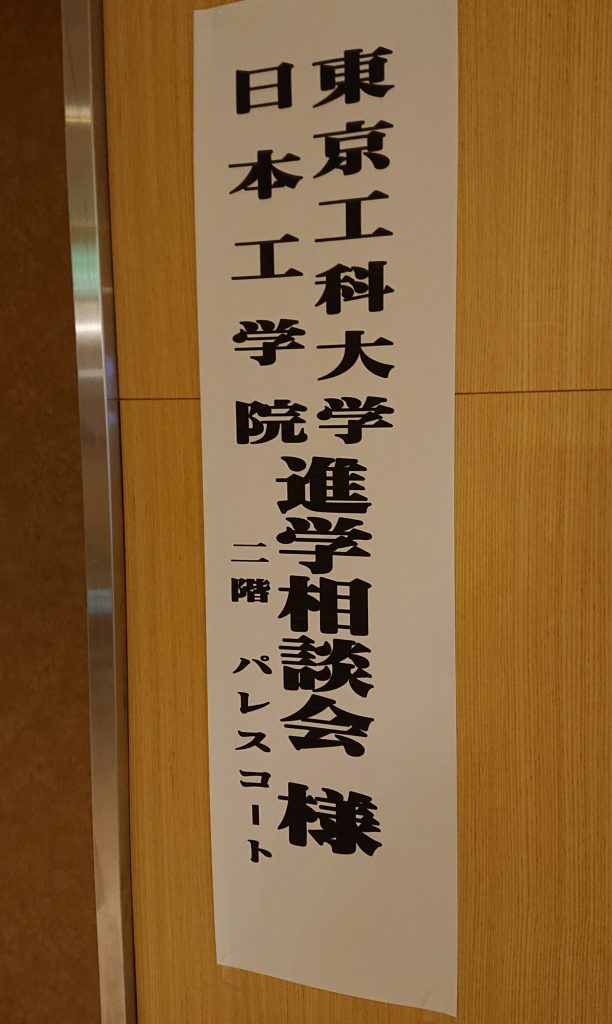 東京工科大学
日本工学院
進学相談会 様
二階 パレスコート